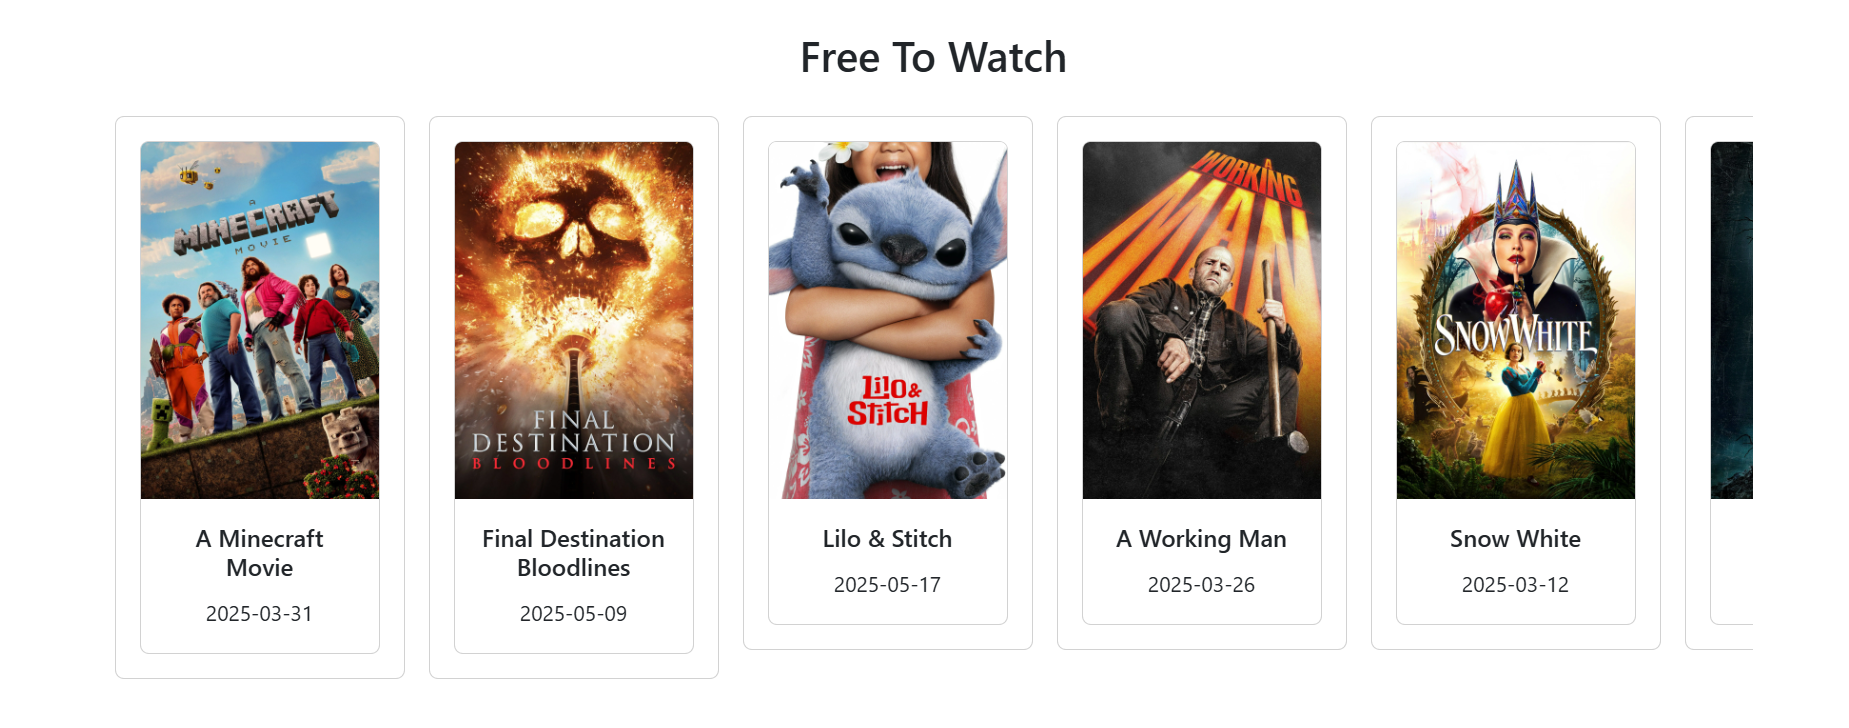 Free To Watch
A
MINECRAFT
MOVIE
FINAL
DESTINATION
BLOODLINES
Lilo &
Stitch
A
WORKING
MAN
SNOW WHITE
A Minecraft
Movie
2025-03-31
Final Destination
Bloodlines
2025-05-09
Lilo & Stitch
2025-05-17
A Working Man
2025-03-26
Snow White
2025-03-12